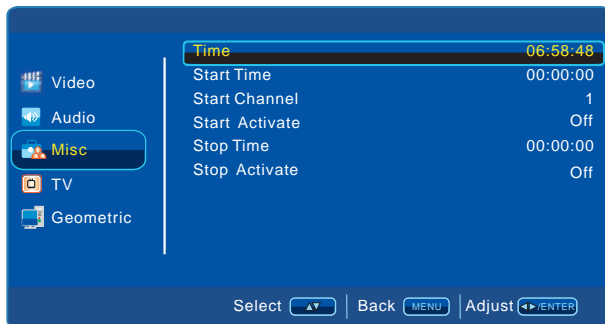 Video
Audio
Misc
TV
Geometric
Time 06:58:48
Start Time 00:00:00
Start Channel 1
Start Activate Off
Stop Time 00:00:00
Stop Activate Off
Select Back MENU Adjust /ENTER